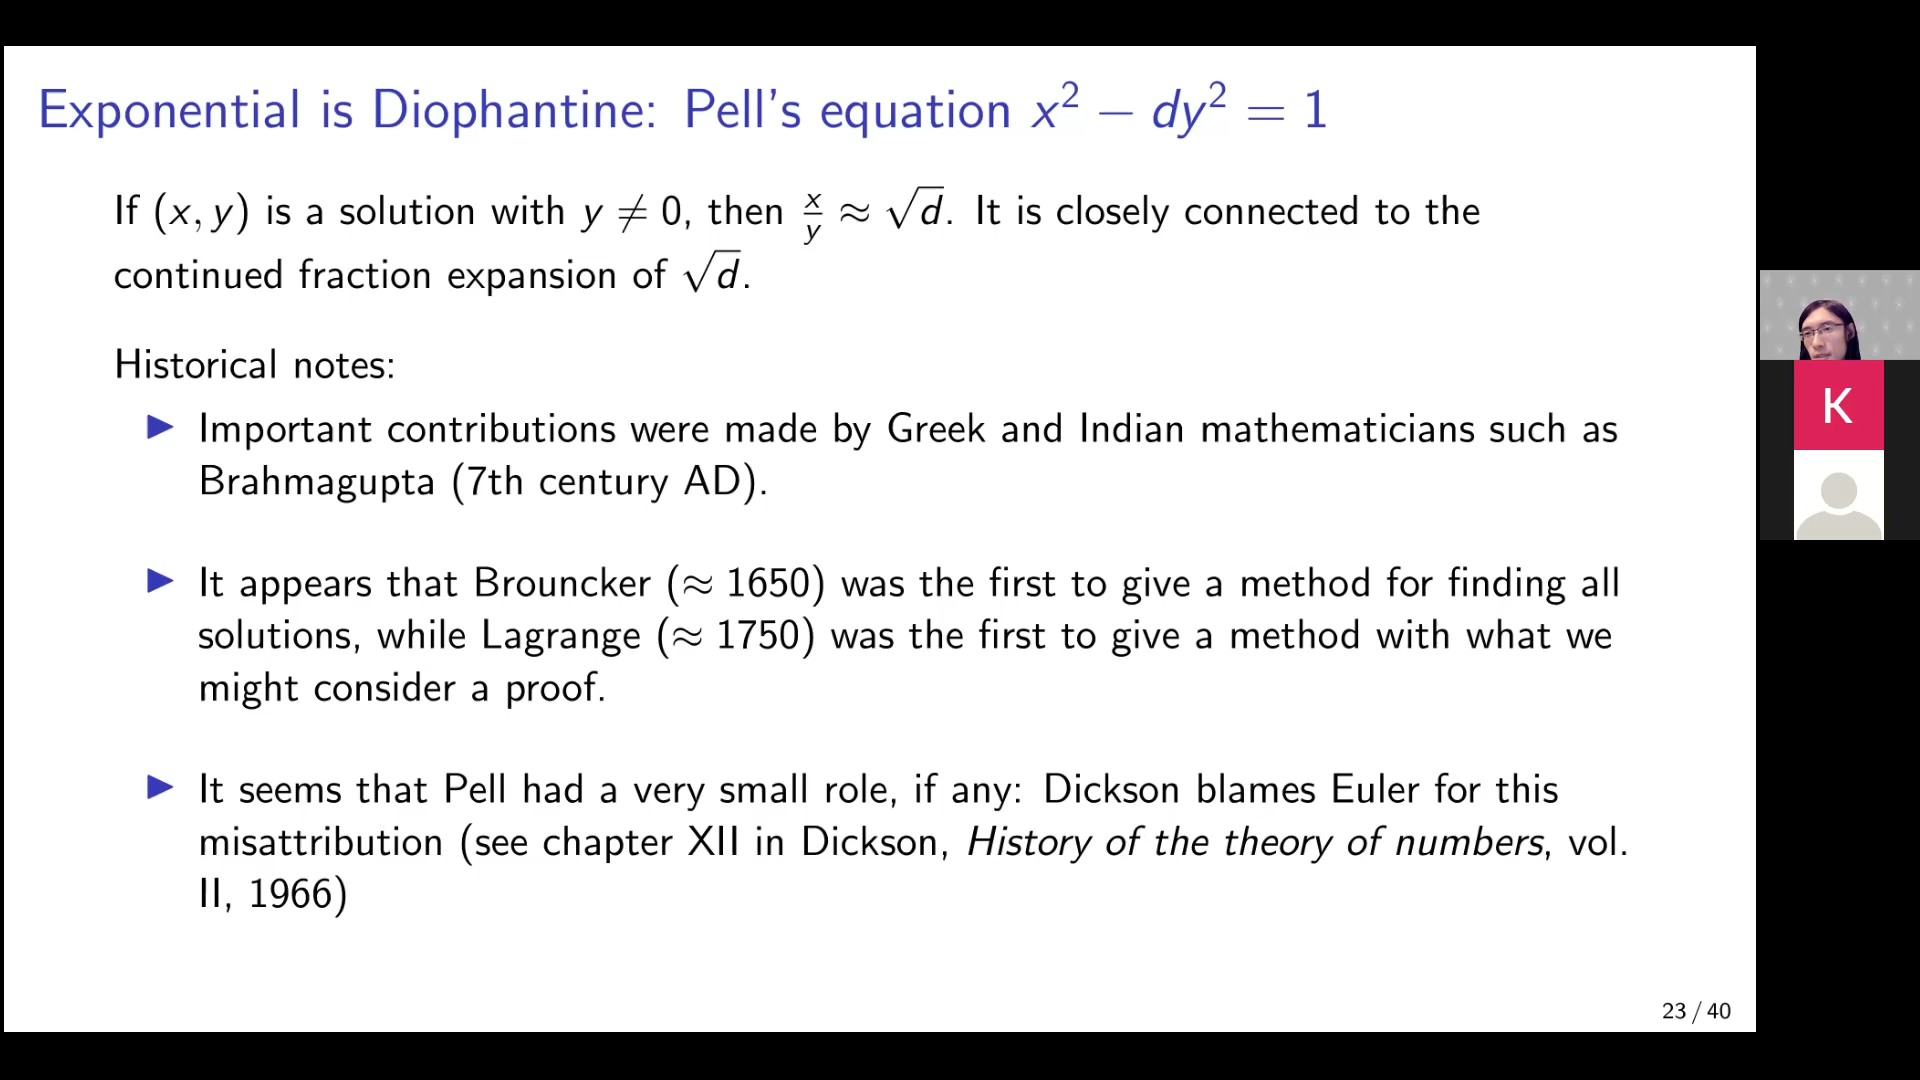 Exponential is Diophantine: Pell's equation x² − dy² = 1
If (x, y) is a solution with y ≠ 0, then x/y ≈ √d. It is closely connected to the
continued fraction expansion of √d.
Historical notes:
▶ Important contributions were made by Greek and Indian mathematicians such as
Brahmagupta (7th century AD).
▶ It appears that Brouncker (≈ 1650) was the first to give a method for finding all
solutions, while Lagrange (≈ 1750) was the first to give a method with what we
might consider a proof.
▶ It seems that Pell had a very small role, if any: Dickson blames Euler for this
misattribution (see chapter XII in Dickson, History of the theory of numbers, vol.
II, 1966)
23 / 40
K